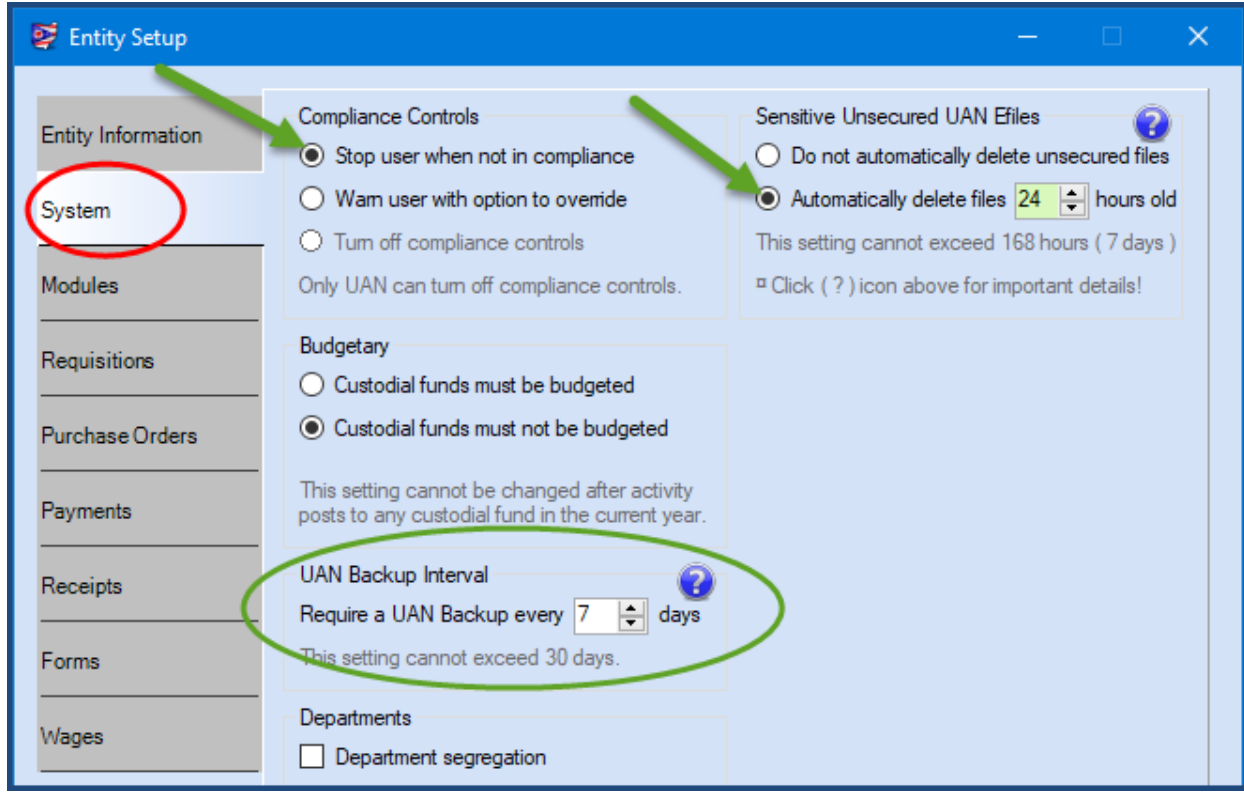 Entity Setup
Entity Information
System
Modules
Requisitions
Purchase Orders
Payments
Receipts
Forms
Wages
Compliance Controls
Stop user when not in compliance
Warn user with option to override
Turn off compliance controls
Only UAN can turn off compliance controls.
Budgetary
Custodial funds must be budgeted
Custodial funds must not be budgeted
This setting cannot be changed after activity
posts to any custodial fund in the current year.
UAN Backup Interval
?
Require a UAN Backup every 7 days
This setting cannot exceed 30 days.
Departments
Department segregation
Sensitive Unsecured UAN Efiles
?
Do not automatically delete unsecured files
Automatically delete files 24 hours old
This setting cannot exceed 168 hours ( 7 days )
¤ Click ( ? ) icon above for important details!